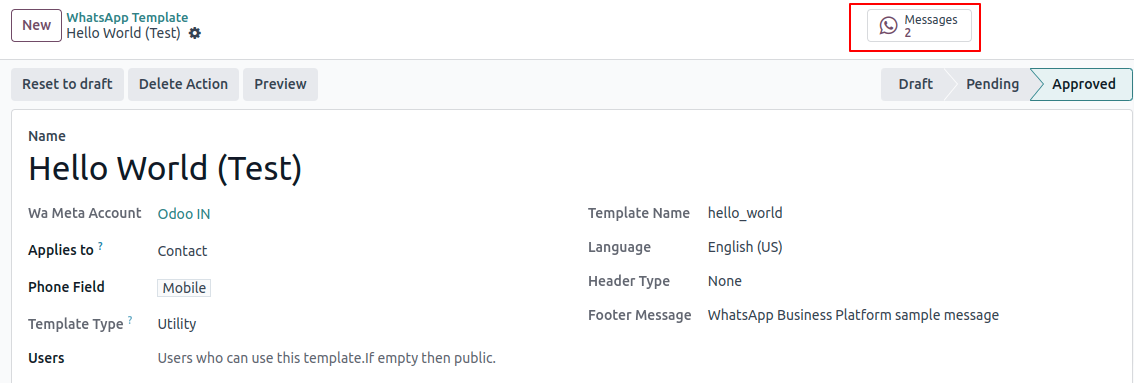 New
WhatsApp Template
Hello World (Test)
Messages
2
Reset to draft
Delete Action
Preview
Draft
Pending
Approved
Name
Hello World (Test)
Wa Meta Account
Odoo IN
Applies to ?
Contact
Phone Field
Mobile
Template Type ?
Utility
Users
Users who can use this template.If empty then public.
Template Name
hello_world
Language
English (US)
Header Type
None
Footer Message
WhatsApp Business Platform sample message